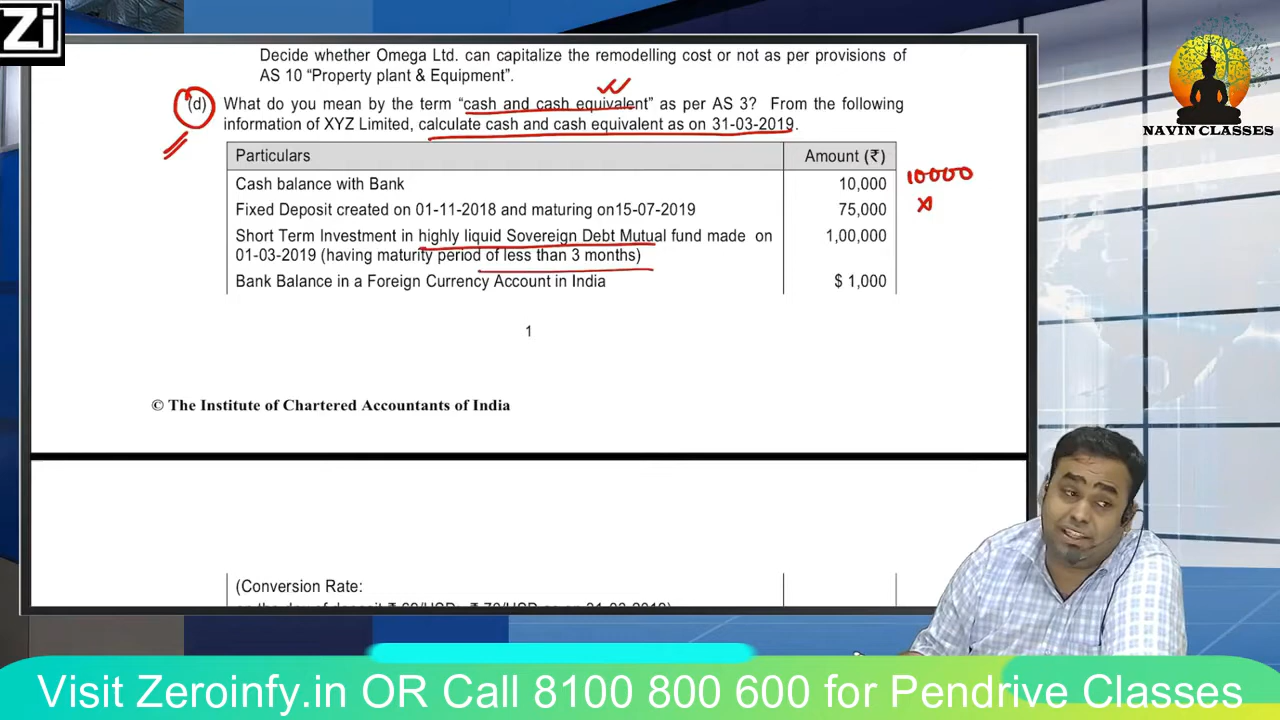 Zi
NAVIN CLASSES
Decide whether Omega Ltd. can capitalize the remodelling cost or not as per provisions of
AS 10 “Property plant & Equipment”.
(d) What do you mean by the term “cash and cash equivalent” as per AS 3? From the following
information of XYZ Limited, calculate cash and cash equivalent as on 31-03-2019.
Particulars Amount (₹)
Cash balance with Bank 10,000 10000
Fixed Deposit created on 01-11-2018 and maturing on15-07-2019 75,000 x
Short Term Investment in highly liquid Sovereign Debt Mutual fund made on 1,00,000
01-03-2019 (having maturity period of less than 3 months)
Bank Balance in a Foreign Currency Account in India $ 1,000
1
© The Institute of Chartered Accountants of India
(Conversion Rate:
Visit Zeroinfy.in OR Call 8100 800 600 for Pendrive Classes